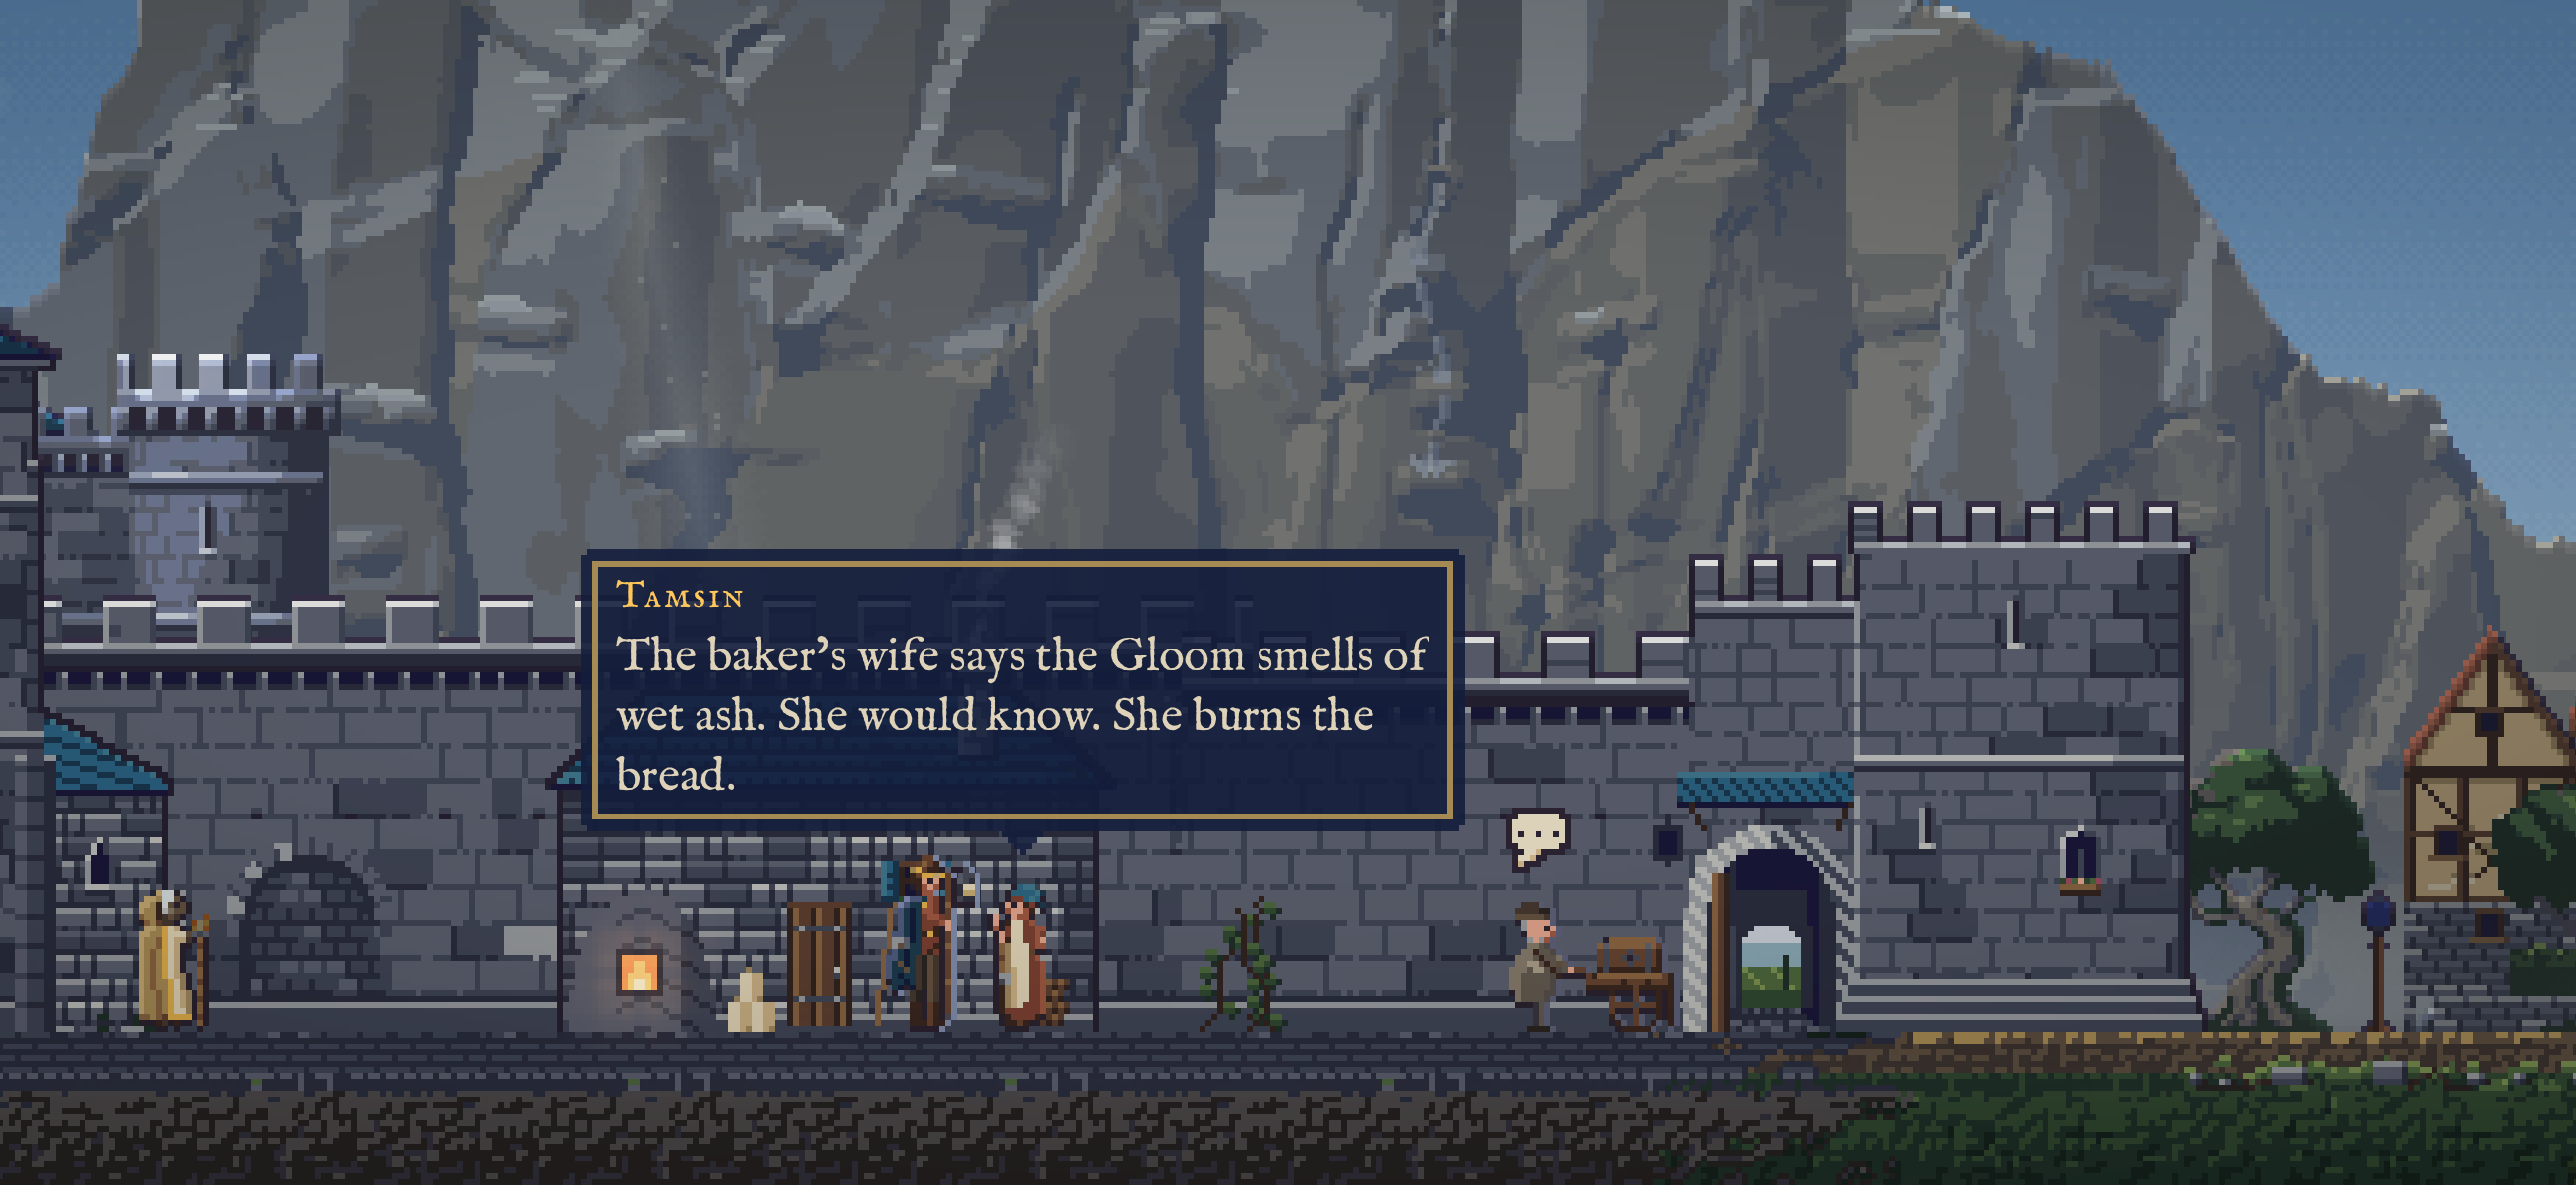 Tamsin
The baker's wife says the Gloom smells of
wet ash. She would know. She burns the
bread.